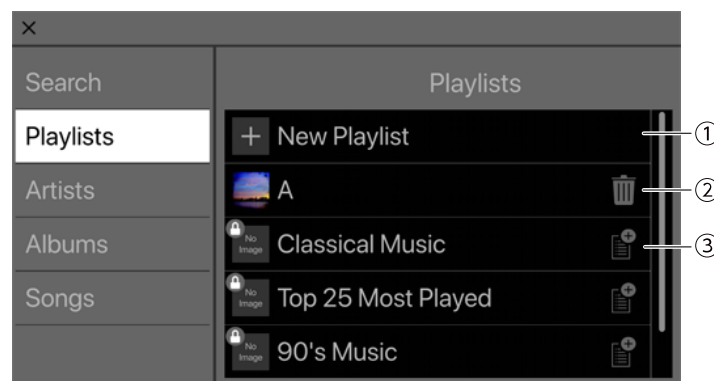 ×
Search
Playlists
Playlists
+ New Playlist
①
Artists
A
②
Albums
No
Image
Classical Music
③
Songs
No
Image
Top 25 Most Played
No
Image
90's Music